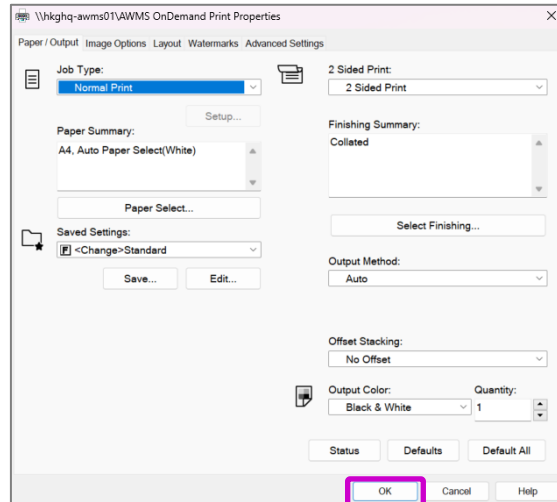 \\hkghq-awms01\AWMS OnDemand Print Properties
Paper / Output Image Options Layout Watermarks Advanced Settings
Job Type:
Normal Print
Setup...
Paper Summary:
A4, Auto Paper Select(White)
Paper Select...
Saved Settings:
F <Change>Standard
Save... Edit...
2 Sided Print:
2 Sided Print
Finishing Summary:
Collated
Select Finishing...
Output Method:
Auto
Offset Stacking:
No Offset
Output Color: Quantity:
Black & White 1
Status Defaults Default All
OK Cancel Help